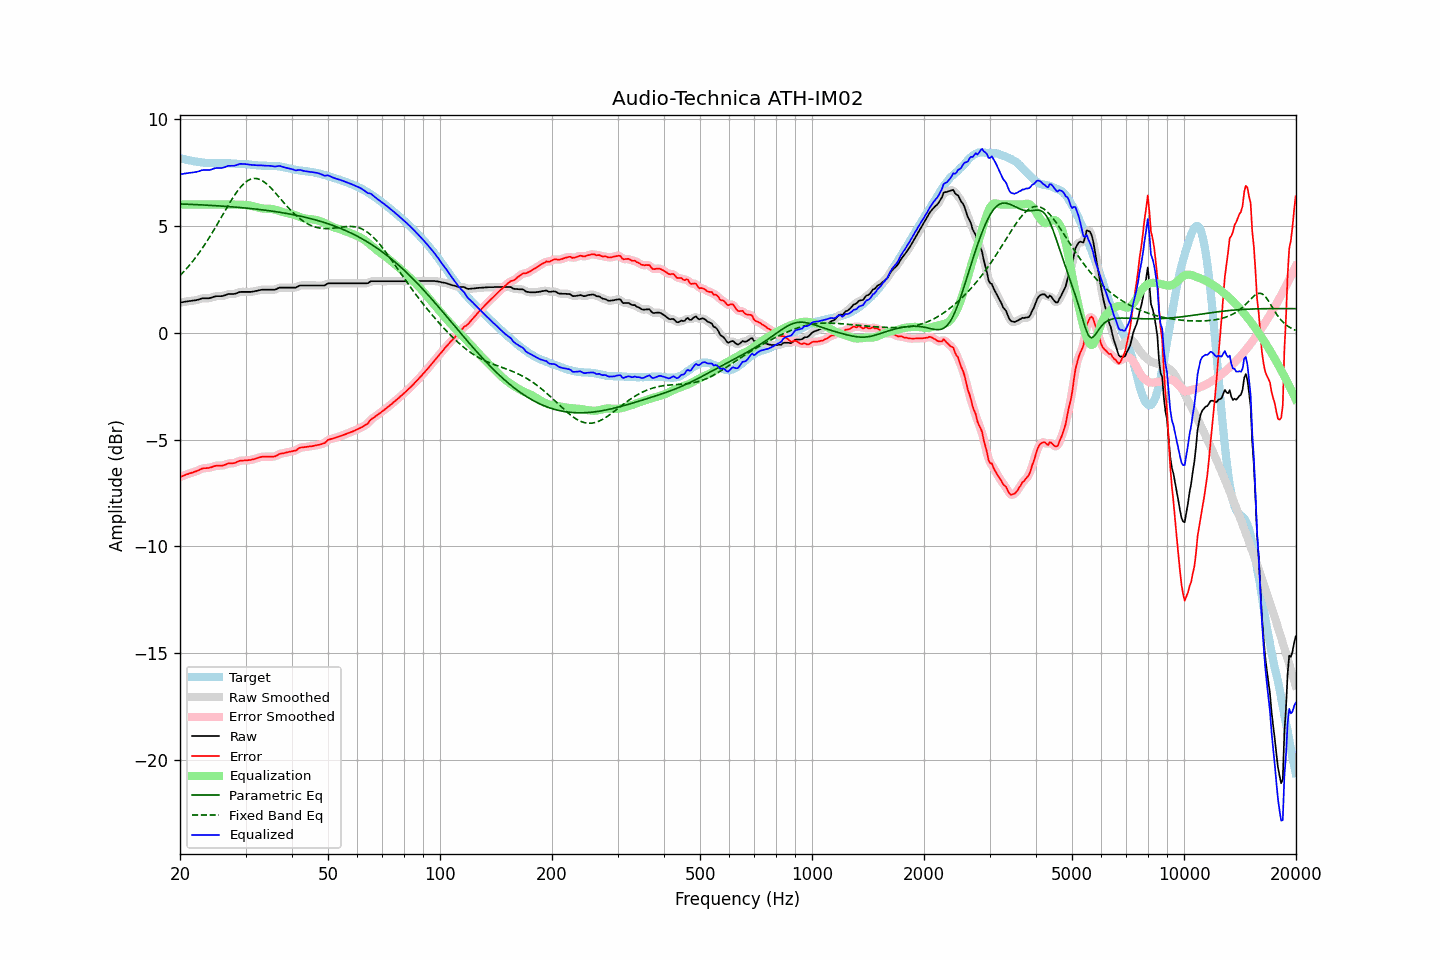 Audio-Technica ATH-IM02
Amplitude (dBr)
10
5
0
−5
−10
−15
−20
Target
Raw Smoothed
Error Smoothed
Raw
Error
Equalization
Parametric Eq
Fixed Band Eq
Equalized
20 50 100 200 500 1000 2000 5000 10000 20000
Frequency (Hz)